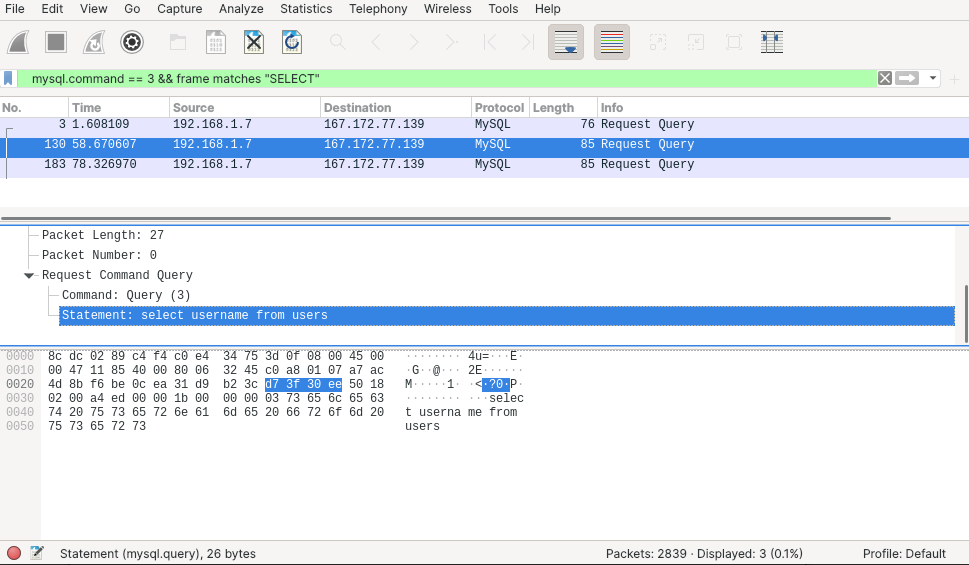 File Edit View Go Capture Analyze Statistics Telephony Wireless Tools Help
mysql.command == 3 && frame matches "SELECT"
No. Time Source Destination Protocol Length Info
3 1.608109 192.168.1.7 167.172.77.139 MySQL 76 Request Query
130 58.670607 192.168.1.7 167.172.77.139 MySQL 85 Request Query
183 78.326970 192.168.1.7 167.172.77.139 MySQL 85 Request Query
Packet Length: 27
Packet Number: 0
Request Command Query
Command: Query (3)
Statement: select username from users
0000 8c dc 02 89 c4 f4 c0 e4 34 75 3d 0f 08 00 45 00 ········ 4u=···E·
0010 00 47 11 85 40 00 80 06 32 45 c0 a8 01 07 a7 ac ·G··@··· 2E······
0020 4d 8b f6 be 0c ea 31 d9 b2 3c d7 3f 30 ee 50 18 M·····1· ·<·?0·P·
0030 02 00 a4 ed 00 00 1b 00 00 00 03 73 65 6c 65 63 ········ ···selec
0040 74 20 75 73 65 72 6e 61 6d 65 20 66 72 6f 6d 20 t userna me from
0050 75 73 65 72 73 users
Statement (mysql.query), 26 bytes Packets: 2839 · Displayed: 3 (0.1%) Profile: Default